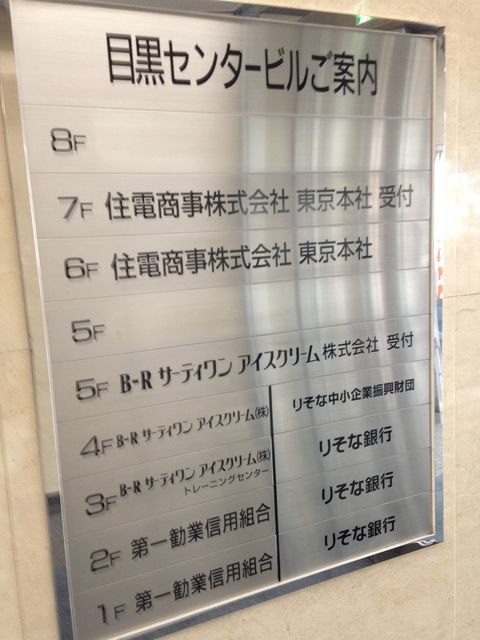 目黒センタービルご案内
8F
7F 住電商事株式会社 東京本社 受付
6F 住電商事株式会社 東京本社
5F
5F B-R サーティワン アイスクリーム株式会社 受付
4F B-R サーティワン アイスクリーム(株) りそな中小企業振興財団
3F B-R サーティワン アイスクリーム(株) りそな銀行
トレーニングセンター
2F 第一勧業信用組合 りそな銀行
1F 第一勧業信用組合 りそな銀行